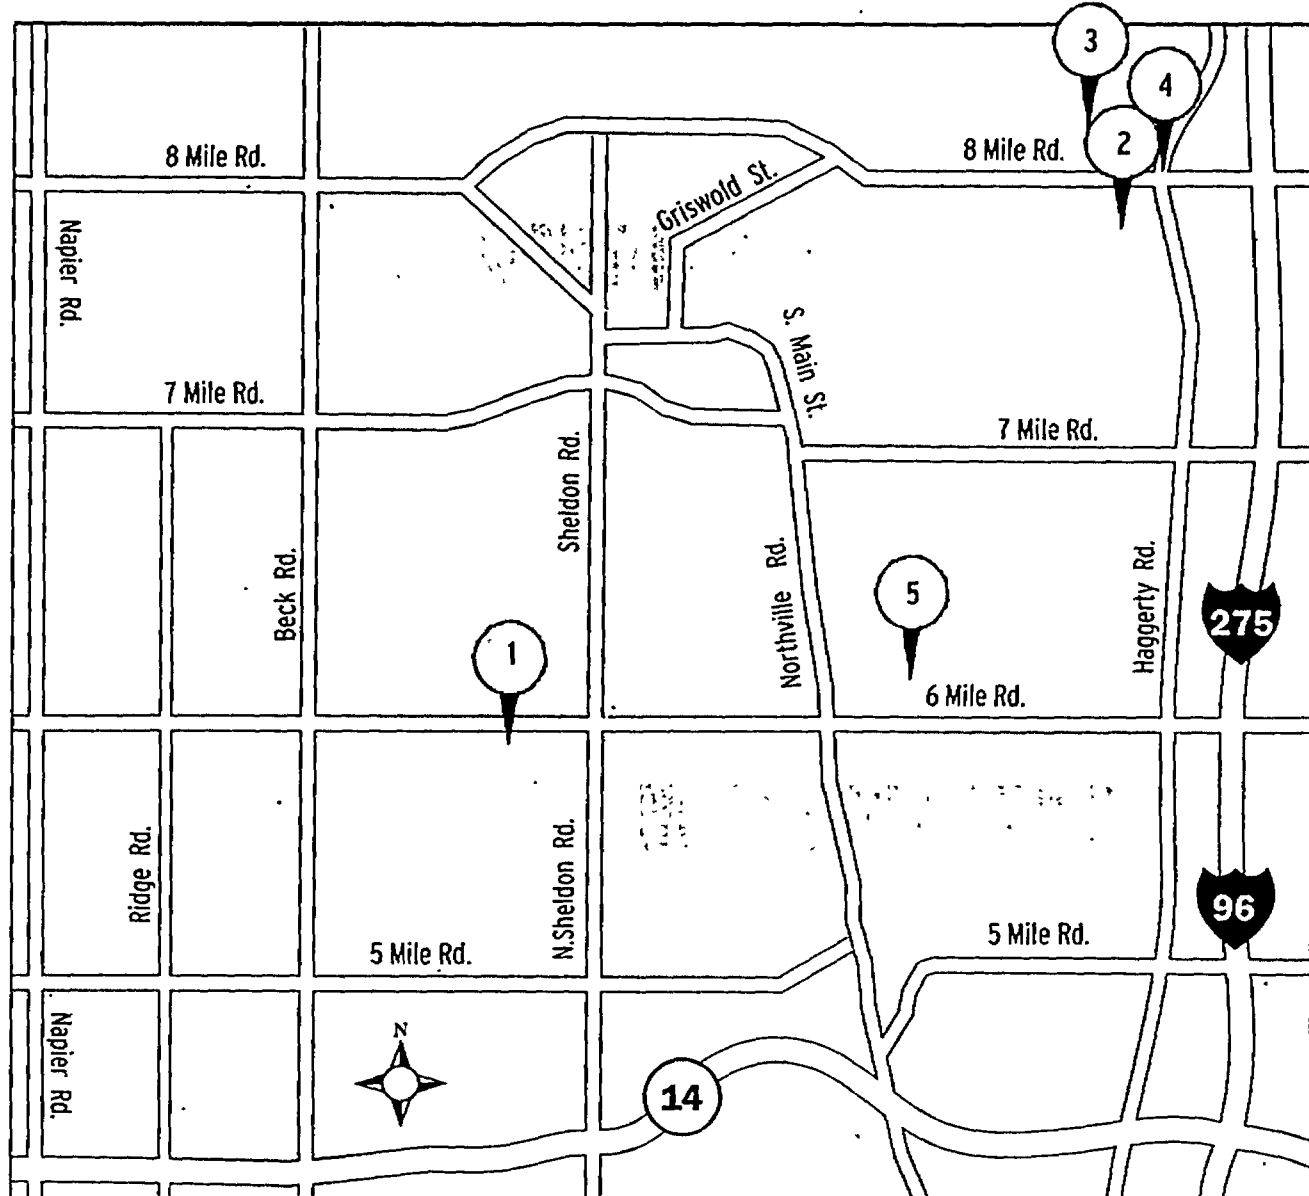 3
4
2
8 Mile Rd.
8 Mile Rd.
Griswold St.
Napier Rd.
S. Main St.
7 Mile Rd.
7 Mile Rd.
Sheldon Rd.
Beck Rd.
Northville Rd.
Haggerty Rd.
5
275
1
6 Mile Rd.
Ridge Rd.
N.Sheldon Rd.
96
5 Mile Rd.
5 Mile Rd.
Napier Rd.
N
14